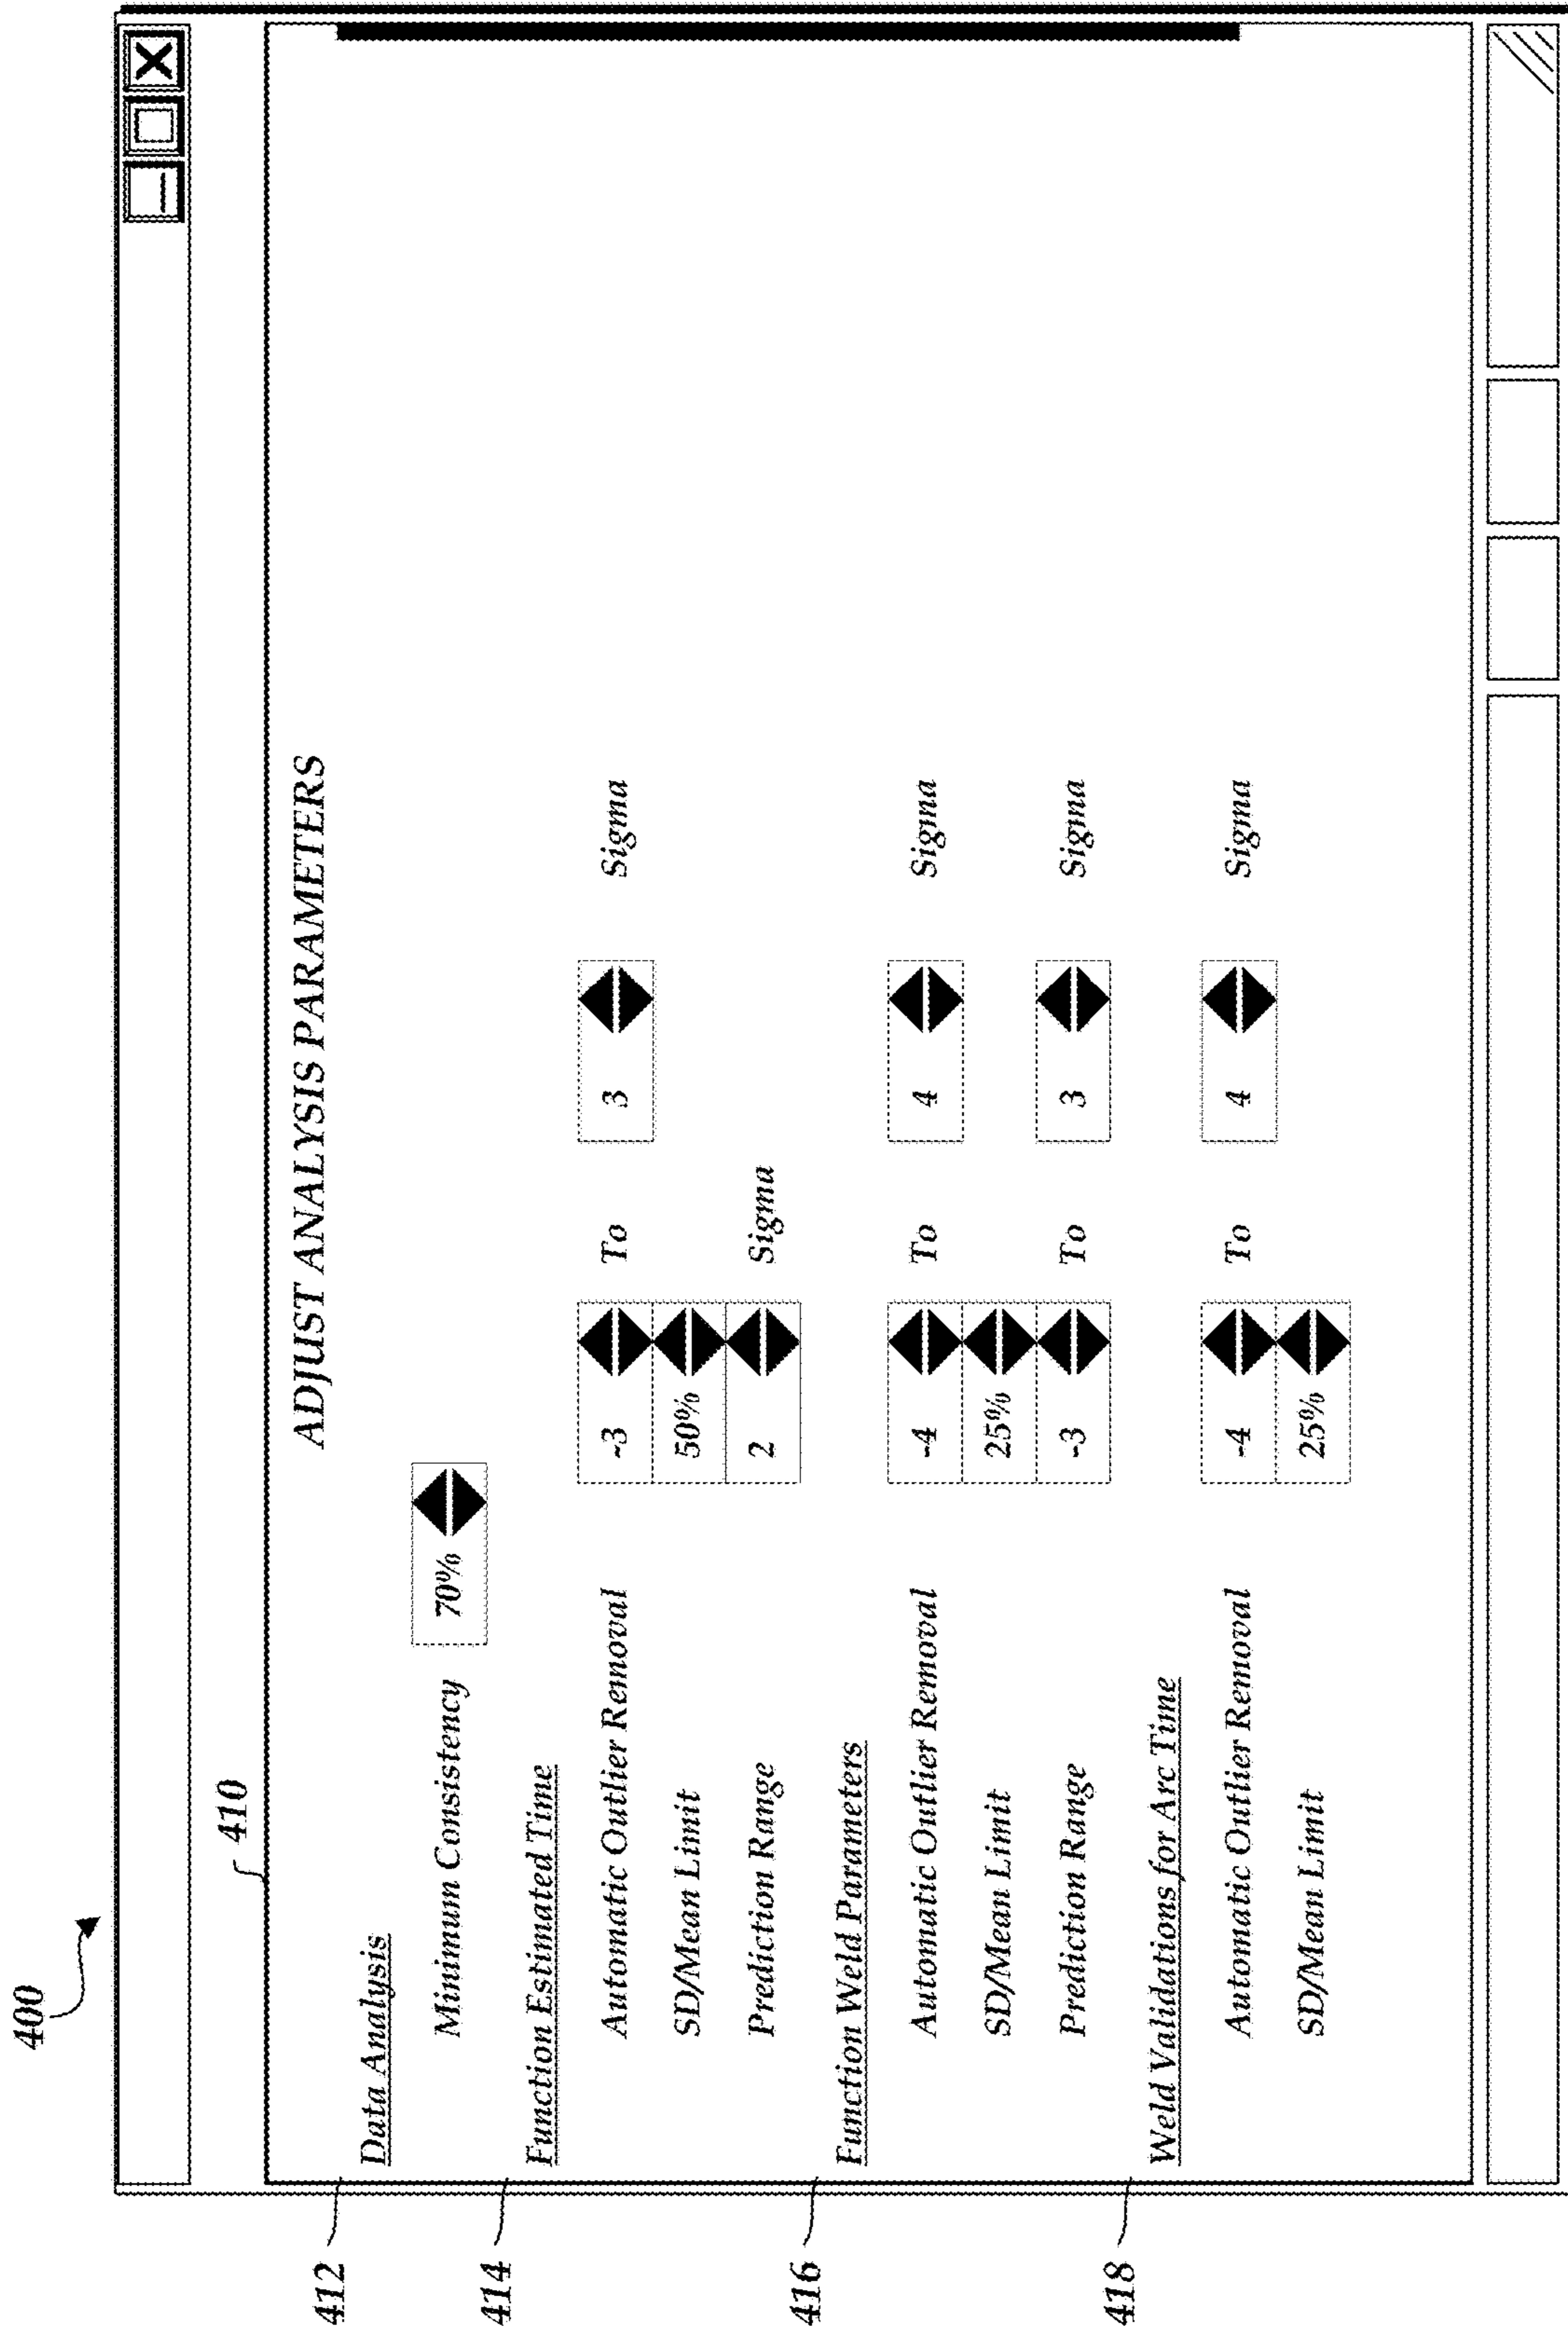 400
410
ADJUST ANALYSIS PARAMETERS
412
Data Analysis
Minimum Consistency 70%
414
Function Estimated Time
Automatic Outlier Removal -3 To 3 Sigma
SD/Mean Limit 50%
Prediction Range 2 Sigma
416
Function Weld Parameters
Automatic Outlier Removal -4 To 4 Sigma
SD/Mean Limit 25%
Prediction Range -3 To 3 Sigma
418
Weld Validations for Arc Time
Automatic Outlier Removal -4 To 4 Sigma
SD/Mean Limit 25%